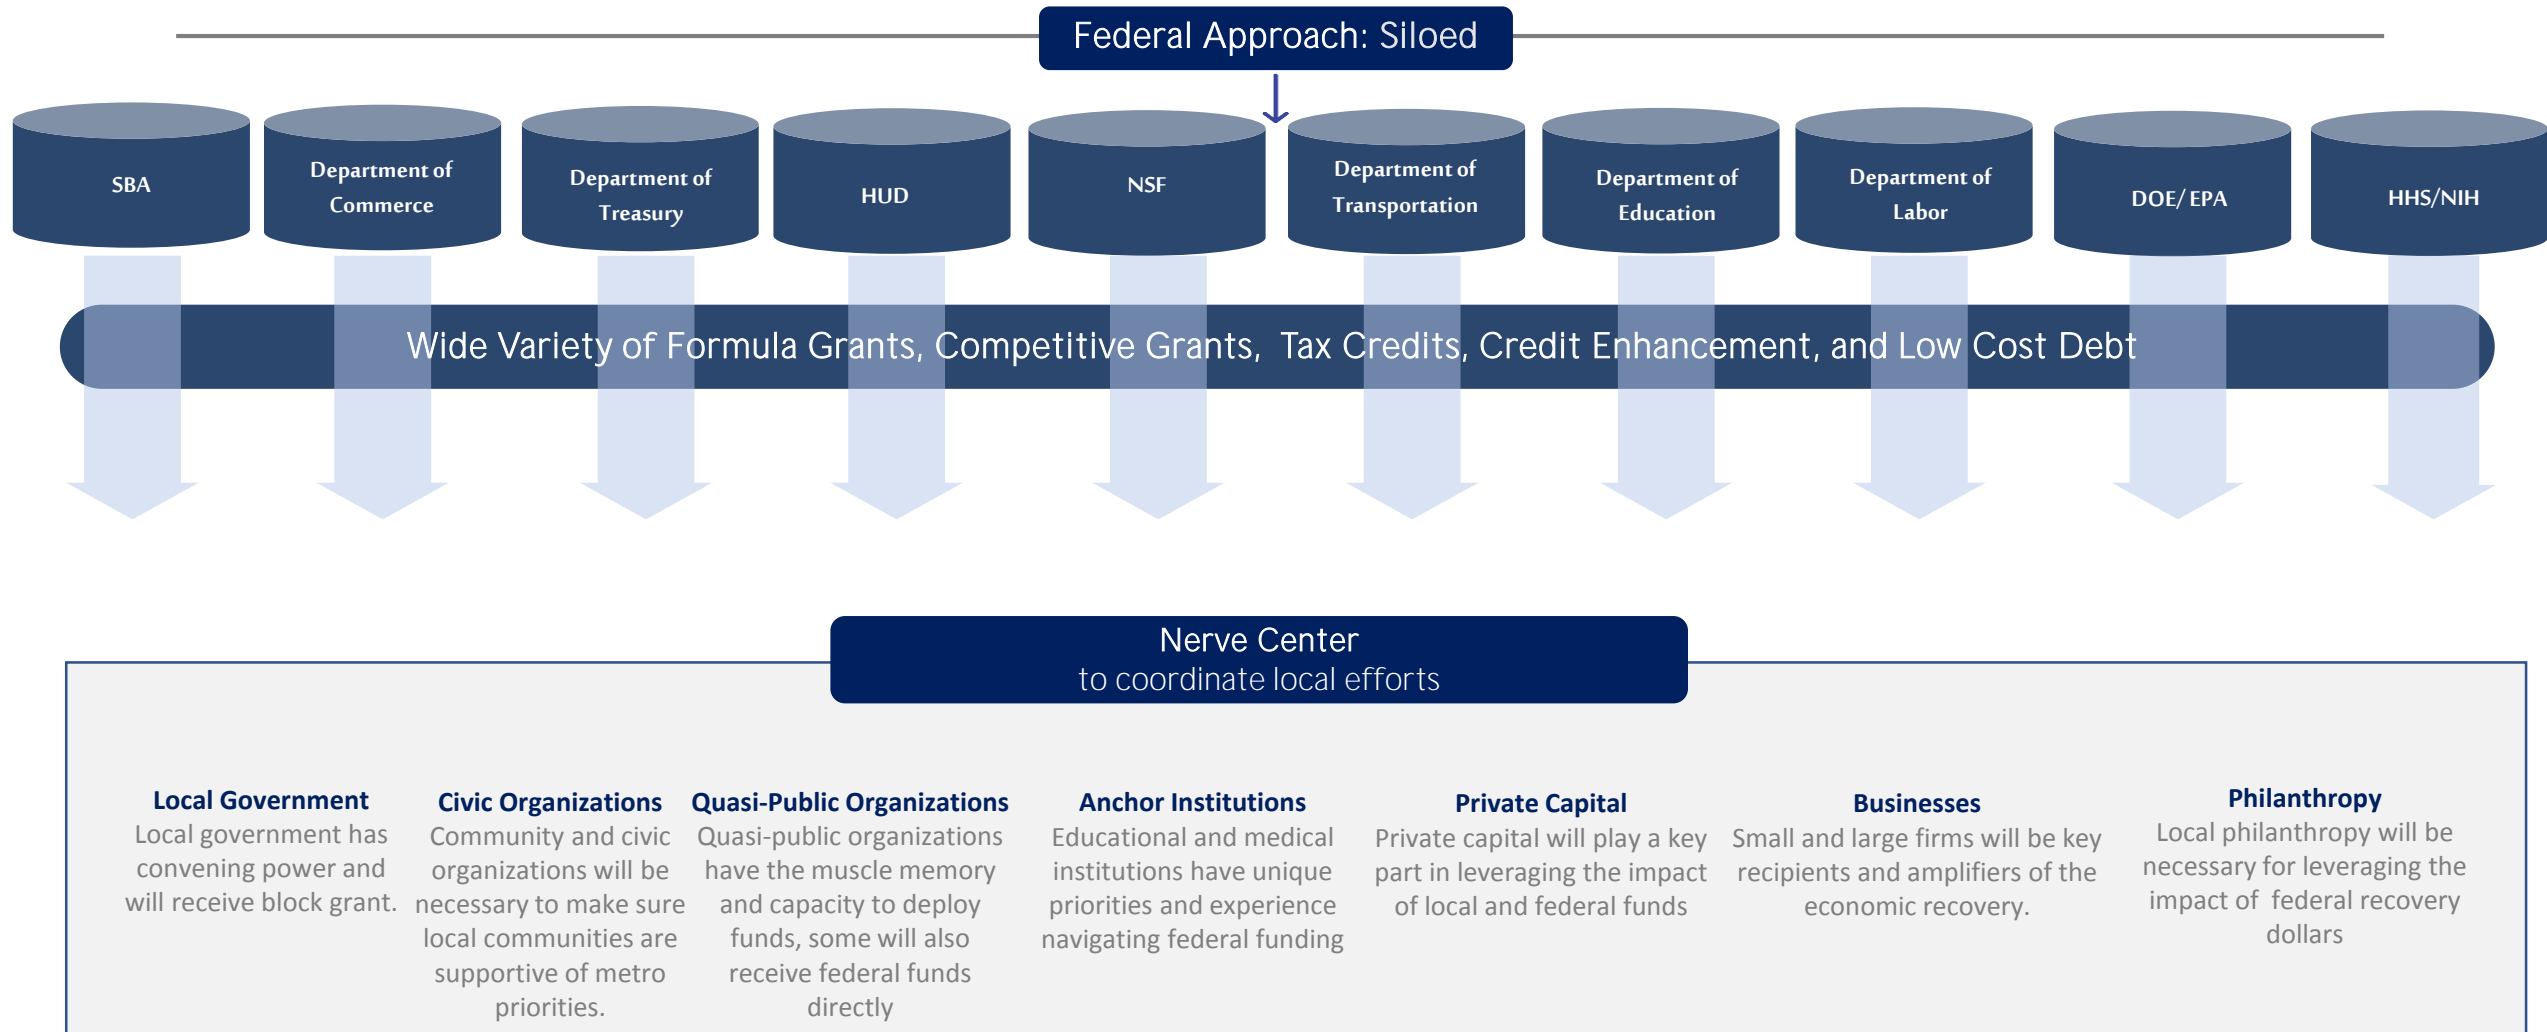 Federal Approach: Siloed
SBA
Department of
Commerce
Department of
Treasury
HUD
NSF
Department of
Transportation
Department of
Education
Department of
Labor
DOE/ EPA
HHS/NIH
Wide Variety of Formula Grants, Competitive Grants, Tax Credits, Credit Enhancement, and Low Cost Debt
Nerve Center
to coordinate local efforts
Local Government
Local government has
convening power and
will receive block grant.
Civic Organizations
Community and civic
organizations will be
necessary to make sure
local communities are
supportive of metro
priorities.
Quasi-Public Organizations
Quasi-public organizations
have the muscle memory
and capacity to deploy
funds, some will also
receive federal funds
directly
Anchor Institutions
Educational and medical
institutions have unique
priorities and experience
navigating federal funding
Private Capital
Private capital will play a key
part in leveraging the impact
of local and federal funds
Businesses
Small and large firms will be key
recipients and amplifiers of the
economic recovery.
Philanthropy
Local philanthropy will be
necessary for leveraging the
impact of federal recovery
dollars